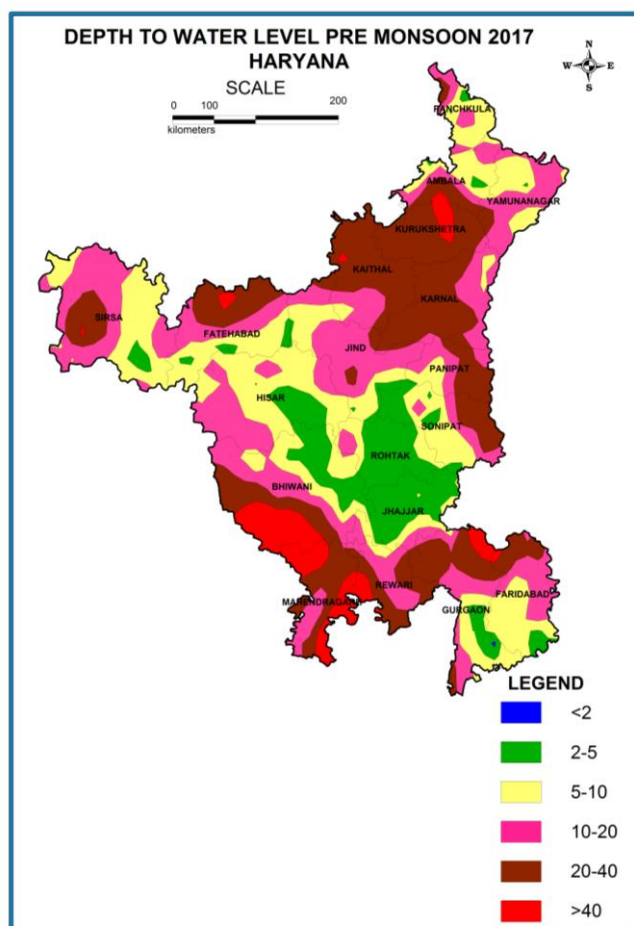 DEPTH TO WATER LEVEL PRE MONSOON 2017
HARYANA
SCALE
0 100 200
kilometers
N
W E
S
PANCHKULA
AMBALA
YAMUNANAGAR
KURUKSHETRA
KAITHAL
KARNAL
SIRSA
FATEHABAD
JIND
PANIPAT
HISAR
SONIPAT
ROHTAK
BHIWANI
JHAJJAR
REWARI
MAHENDRAGARH
FARIDABAD
GURGAON
LEGEND
<2
2-5
5-10
10-20
20-40
>40